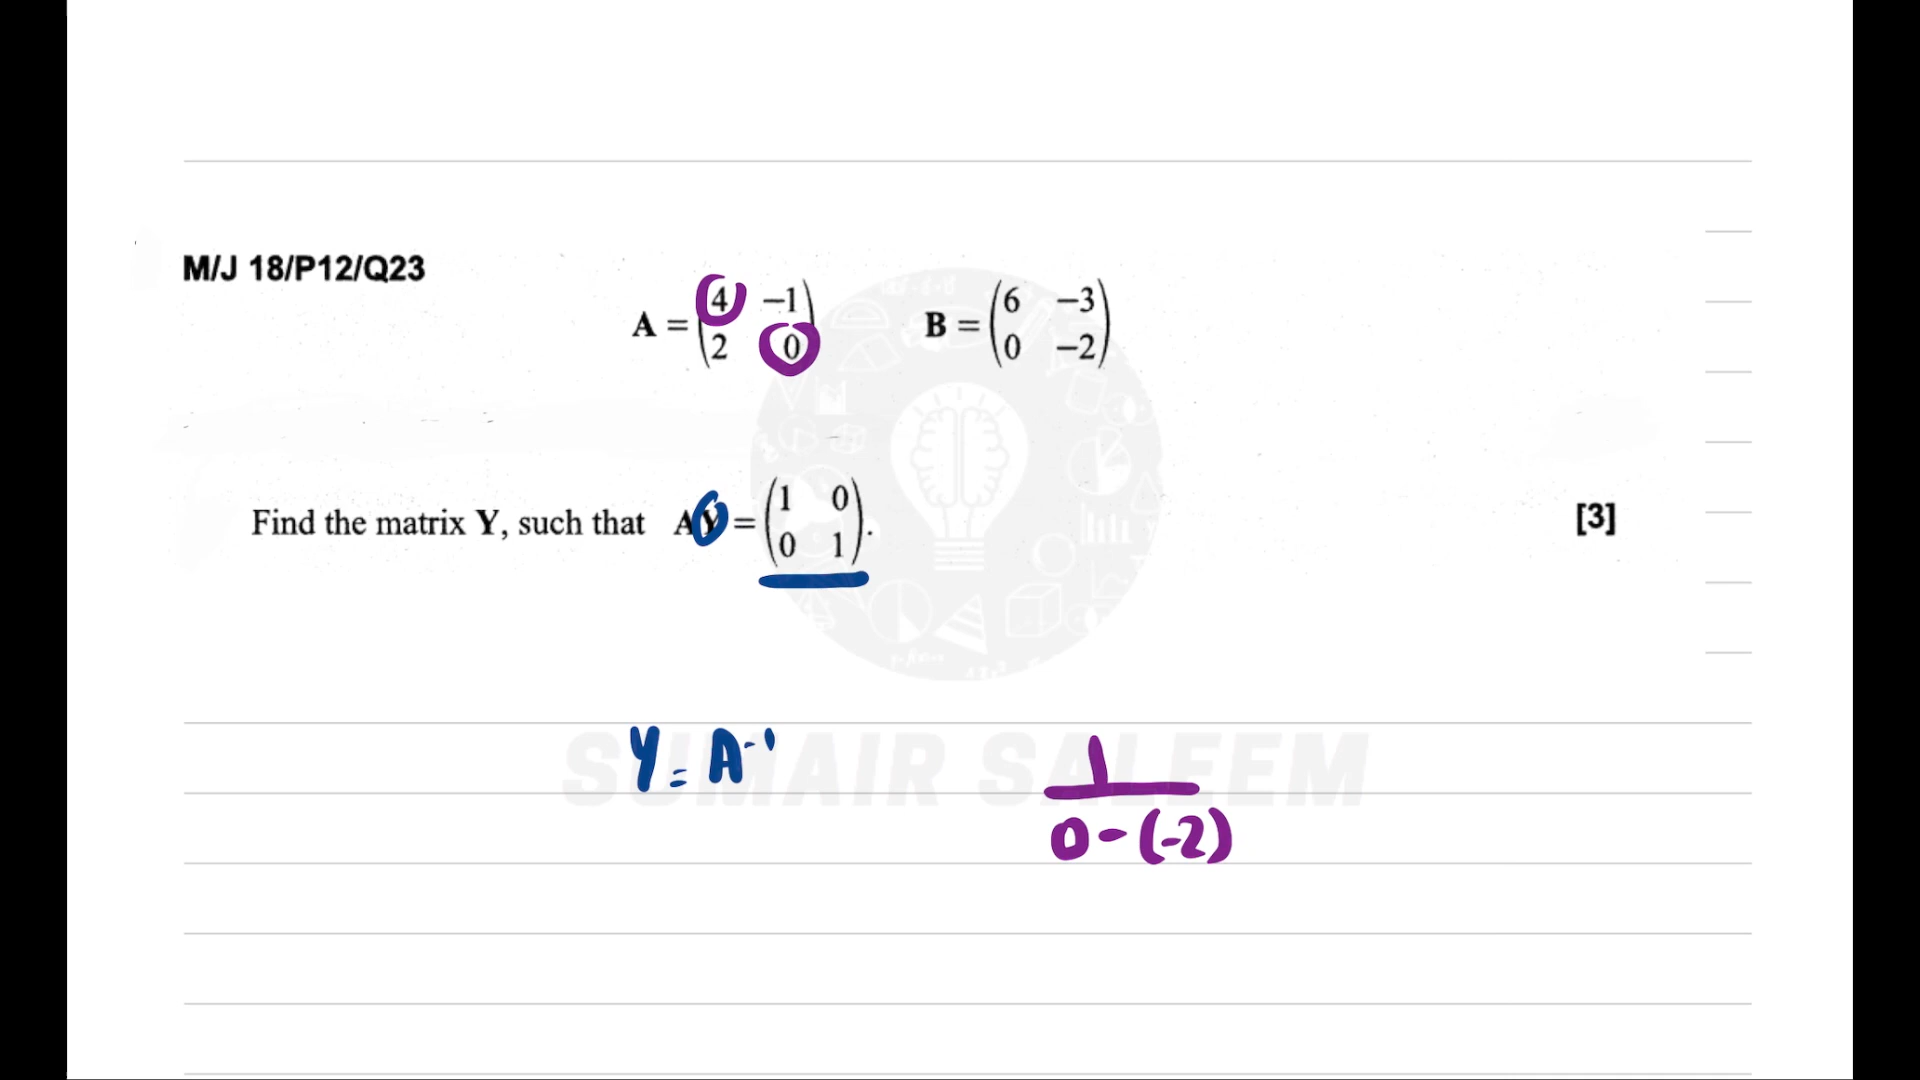 M/J 18/P12/Q23
A = (4 −1 2 0) B = (6 −3 0 −2)
Find the matrix Y, such that AY = (1 0 0 1). [3]
Y = A⁻¹
1
0 - (-2)
SUMAIR SALEEM